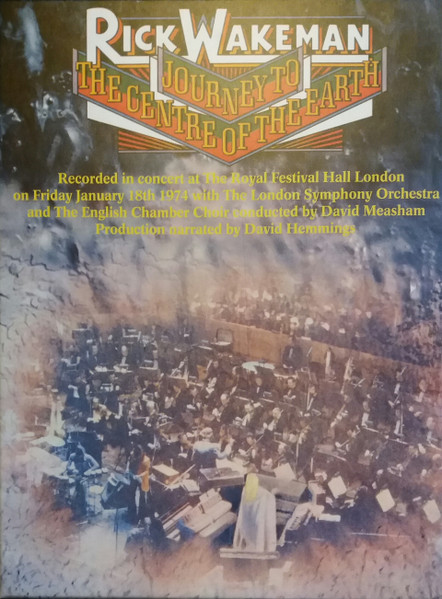 RICK WAKEMAN
JOURNEY TO
THE CENTRE OF THE EARTH
Recorded in concert at The Royal Festival Hall London
on Friday January 18th 1974 with The London Symphony Orchestra
and The English Chamber Choir conducted by David Measham
Production narrated by David Hemmings